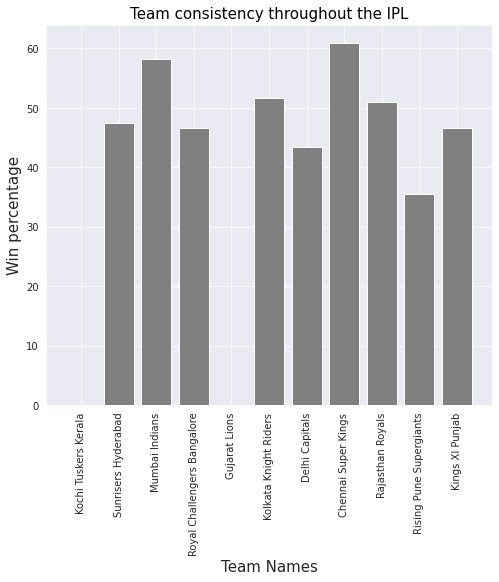 Team consistency throughout the IPL
Win percentage
60
50
40
30
20
10
0
Kochi Tuskers Kerala
Sunrisers Hyderabad
Mumbai Indians
Royal Challengers Bangalore
Gujarat Lions
Kolkata Knight Riders
Delhi Capitals
Chennai Super Kings
Rajasthan Royals
Rising Pune Supergiants
Kings XI Punjab
Team Names